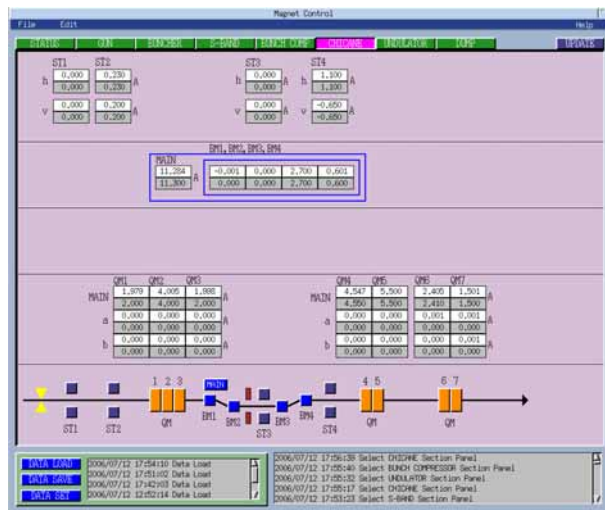 Magnet Control
File Edit Help
STATUS GUN BUNCHER S-BAND BUNCH COMP CHICANE UNDULATOR DUMP UPDATE
ST1 ST2 ST3 ST4
h 0,000 0,230 A h 0,000 A h 1,100 A
0,000 0,230 0,000 1,100
v 0,000 0,200 A v 0,000 A v -0,650 A
0,000 0,200 0,000 -0,650
BM1, BM2, BM3, BM4
MAIN
11,284 A -0,001 0,000 2,700 0,601
11,300 0,000 0,000 2,700 0,600
QM1 QM2 QM3 QM4 QM5 QM6 QM7
MAIN 1,979 4,005 1,998 A MAIN 4,547 5,500 2,405 1,501 A
2,000 4,000 2,000 4,550 5,500 2,410 1,500
a 0,000 0,000 0,000 A a 0,000 0,000 0,001 0,001 A
0,000 0,000 0,000 0,000 0,000 0,000 0,000
b 0,000 0,000 0,000 A b 0,000 0,000 0,000 0,001 A
0,000 0,000 0,000 0,000 0,000 0,000 0,000
1 2 3 MAIN 4 5 6 7
ST1 ST2 QM BM1 BM2 ST3 BM3 BM4 ST4 QM QM
DATA LOAD 2006/07/12 17:54:10 Data Load
DATA SAVE 2006/07/12 17:51:02 Data Load
2006/07/12 17:42:03 Data Load
DATA SET 2006/07/12 12:52:14 Data Load
2006/07/12 17:56:39 Select CHICANE Section Panel
2006/07/12 17:55:40 Select BUNCH COMPRESSOR Section Panel
2006/07/12 17:55:32 Select UNDULATOR Section Panel
2006/07/12 17:55:17 Select CHICANE Section Panel
2006/07/12 17:53:23 Select S-BAND Section Panel